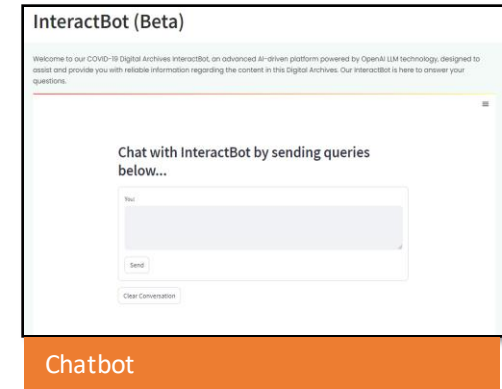 InteractBot (Beta)
Welcome to our COVID-19 Digital Archives InteractBot, an advanced AI-driven platform powered by OpenAI LLM technology, designed to
assist and provide you with reliable information regarding the content in this Digital Archives. Our InteractBot is here to answer your
questions.
Chat with InteractBot by sending queries
below...
You:
Send
Clear Conversation
Chatbot